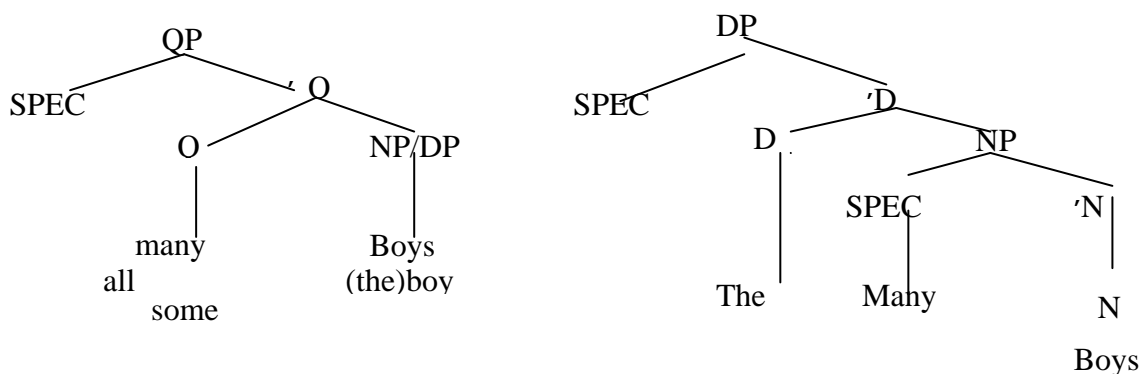 QP
SPEC
′ Q
Q
NP/DP
many
all
some
Boys
(the)boy
DP
SPEC
′D
D
NP
SPEC
′N
The
Many
N
Boys